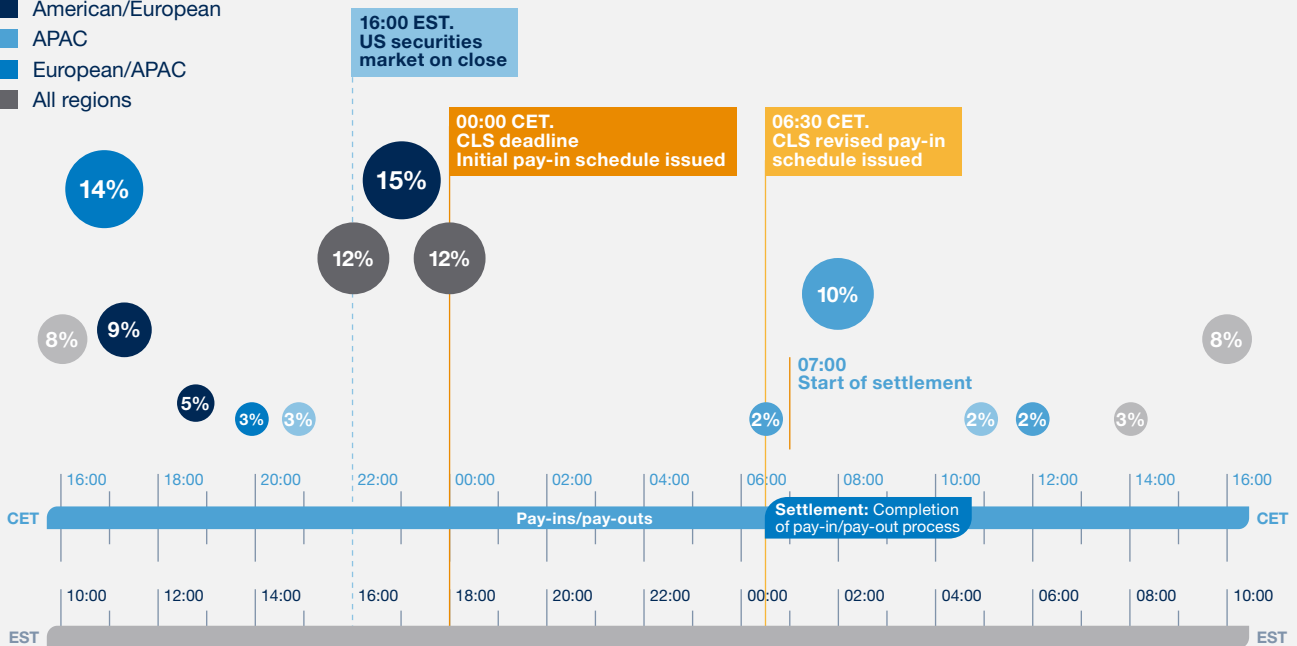 American/European
APAC
European/APAC
All regions
16:00 EST.
US securities
market on close
00:00 CET.
CLS deadline
Initial pay-in schedule issued
06:30 CET.
CLS revised pay-in
schedule issued
14%
15%
12%
12%
10%
8%
9%
8%
07:00
Start of settlement
5%
3%
3%
2%
2%
2%
3%
16:00 18:00 20:00 22:00 00:00 02:00 04:00 06:00 08:00 10:00 12:00 14:00 16:00
CET Pay-ins/pay-outs CET
Settlement: Completion
of pay-in/pay-out process
10:00 12:00 14:00 16:00 18:00 20:00 22:00 00:00 02:00 04:00 06:00 08:00 10:00
EST EST